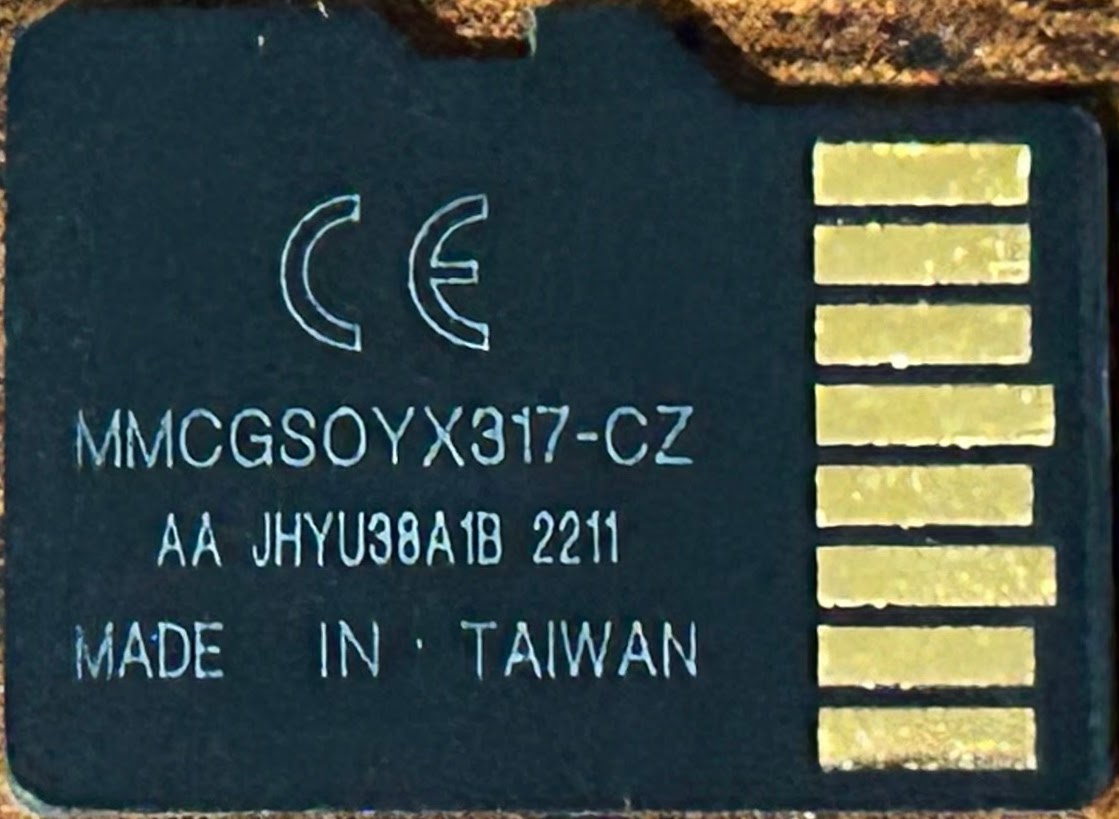 CE
MMCGSOYX317-CZ
AA JHYU38A1B 2211
MADE IN · TAIWAN